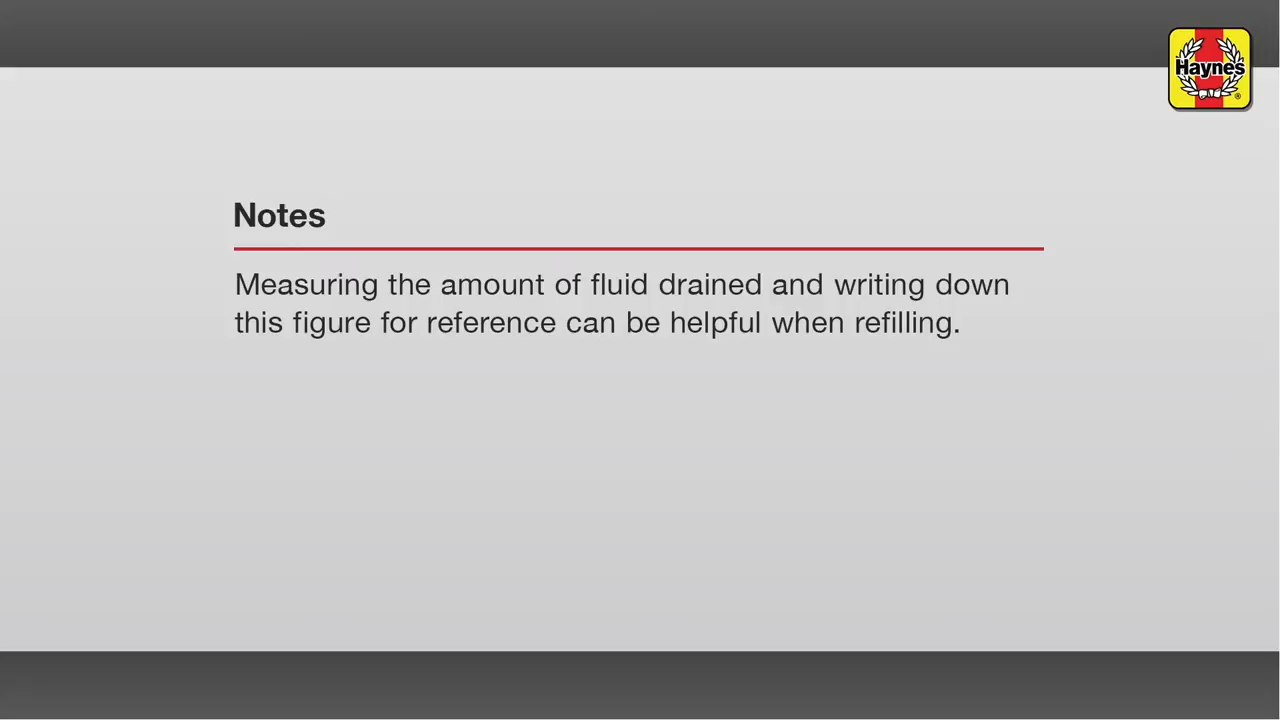 Haynes
®
Notes
Measuring the amount of fluid drained and writing down
this figure for reference can be helpful when refilling.